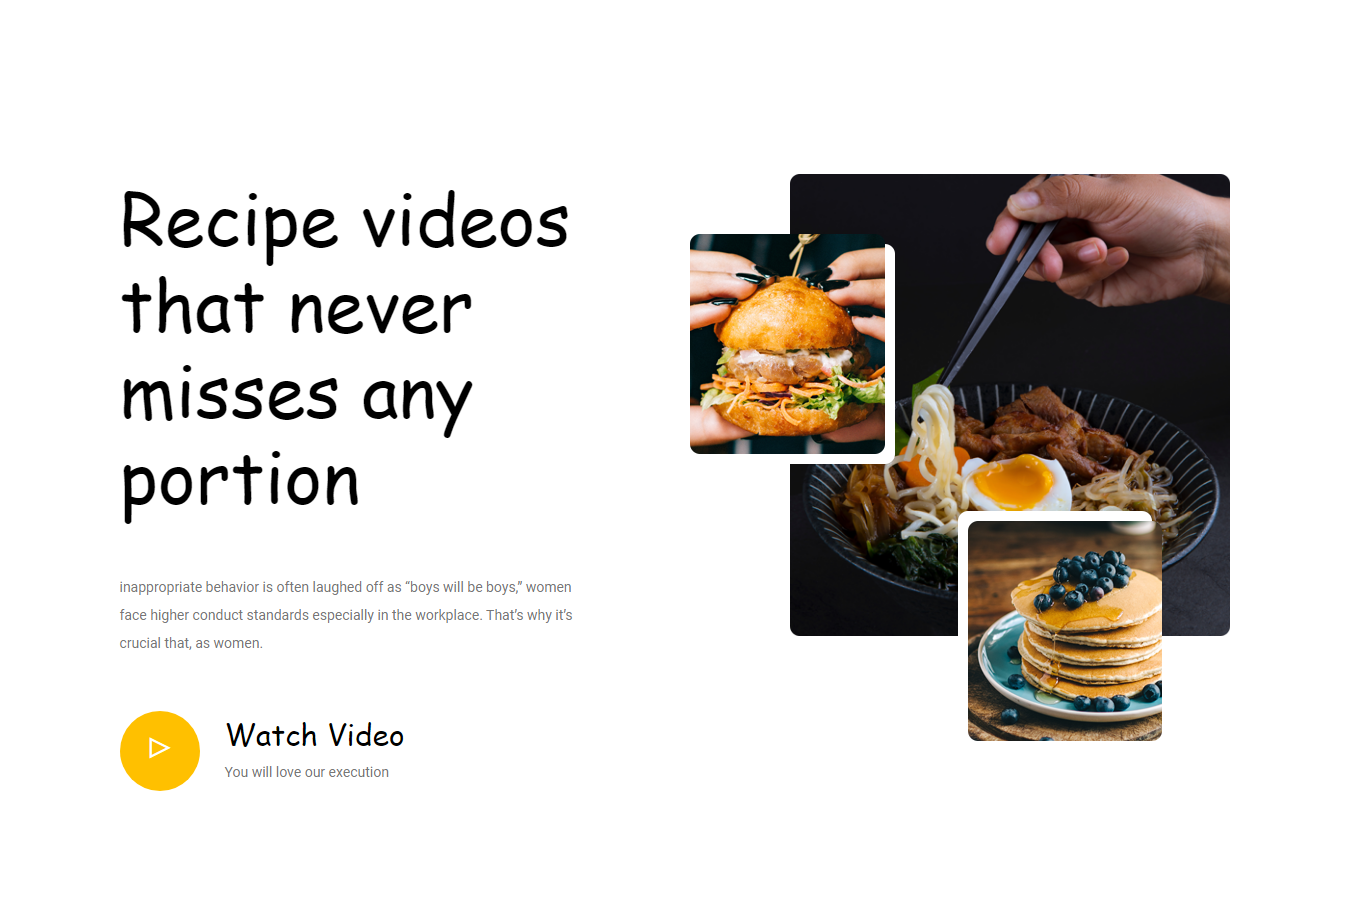 Recipe videos
that never
misses any
portion
inappropriate behavior is often laughed off as “boys will be boys,” women
face higher conduct standards especially in the workplace. That’s why it’s
crucial that, as women.
Watch Video
You will love our execution